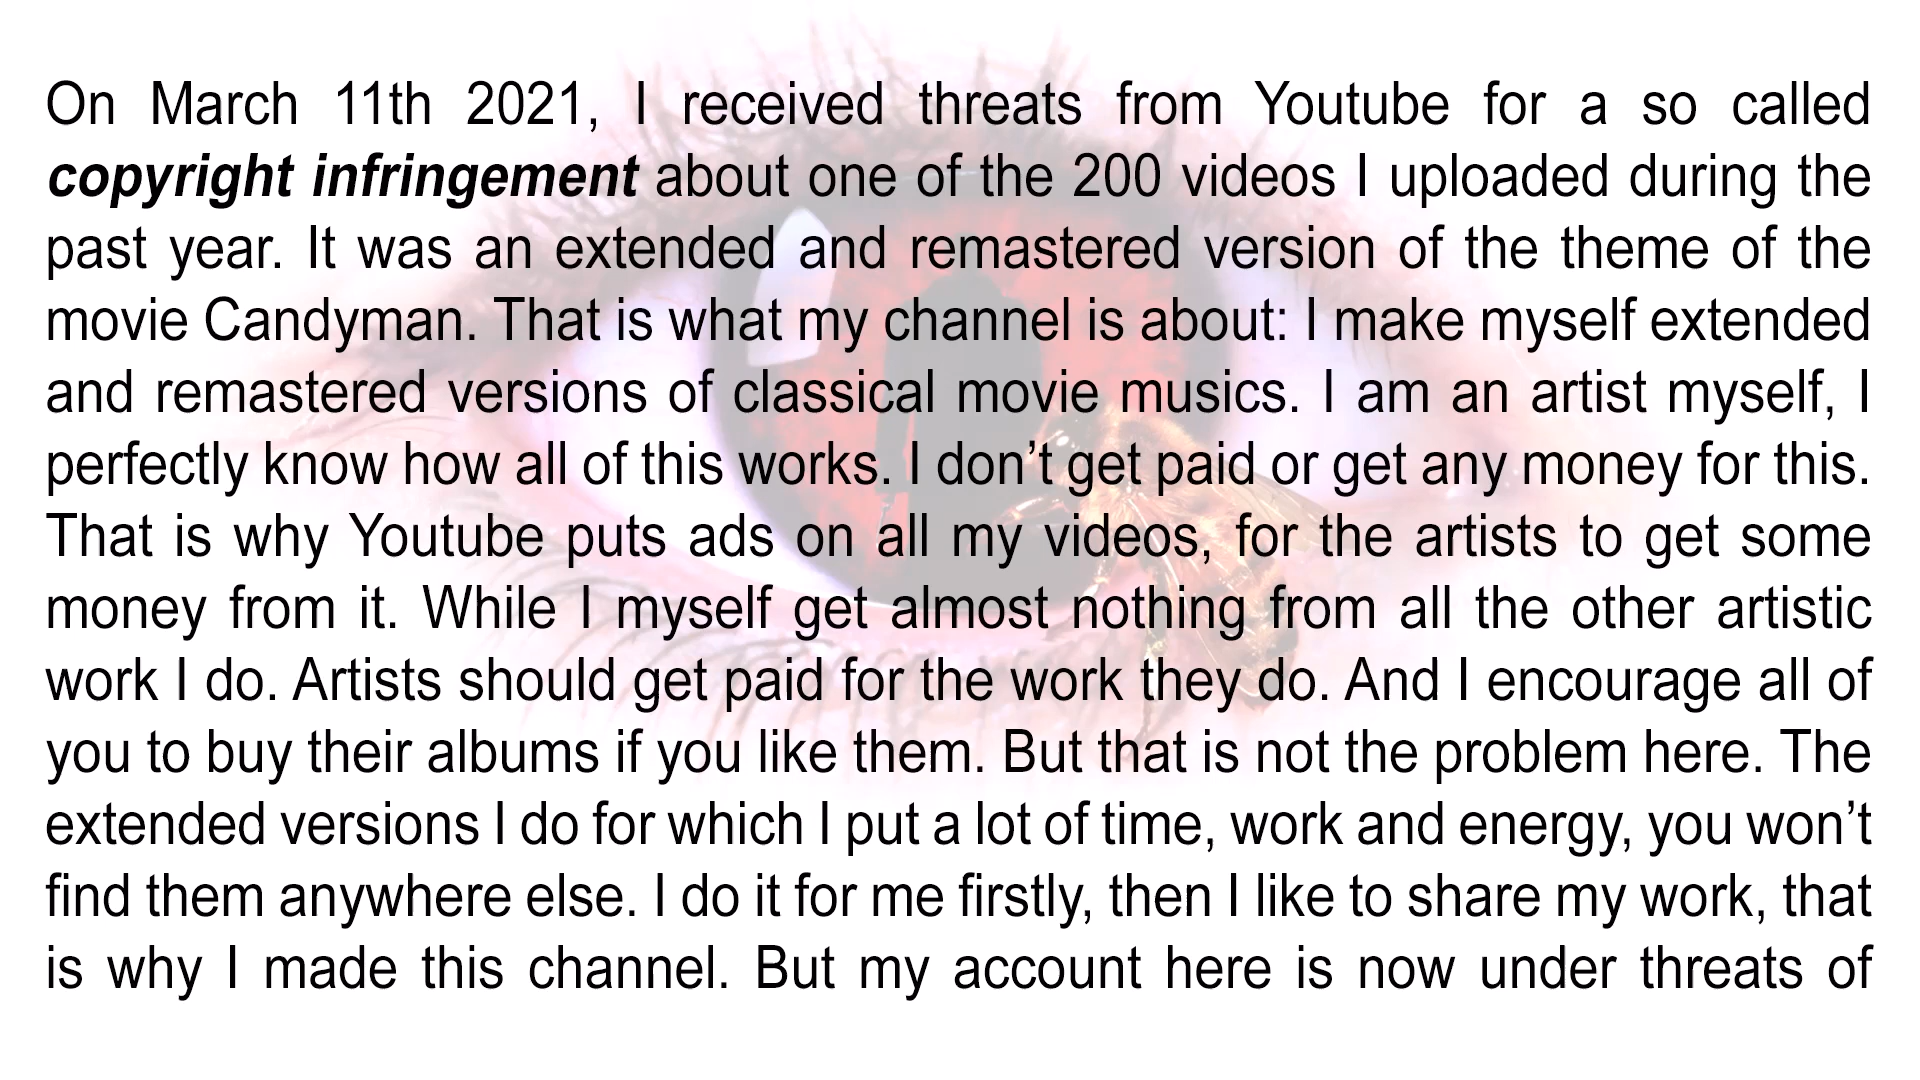 On March 11th 2021, I received threats from Youtube for a so called
copyright infringement about one of the 200 videos I uploaded during the
past year. It was an extended and remastered version of the theme of the
movie Candyman. That is what my channel is about: I make myself extended
and remastered versions of classical movie musics. I am an artist myself, I
perfectly know how all of this works. I don’t get paid or get any money for this.
That is why Youtube puts ads on all my videos, for the artists to get some
money from it. While I myself get almost nothing from all the other artistic
work I do. Artists should get paid for the work they do. And I encourage all of
you to buy their albums if you like them. But that is not the problem here. The
extended versions I do for which I put a lot of time, work and energy, you won’t
find them anywhere else. I do it for me firstly, then I like to share my work, that
is why I made this channel. But my account here is now under threats of